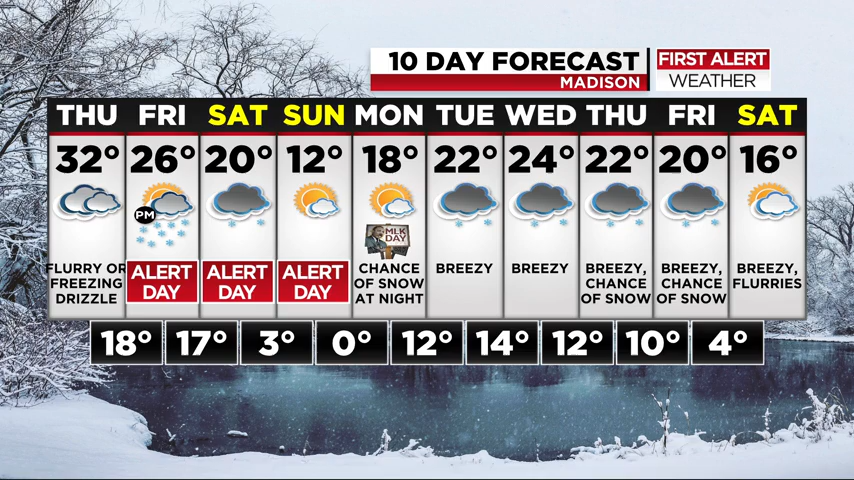 10 DAY FORECAST
MADISON
FIRST ALERT
WEATHER
THU FRI SAT SUN MON TUE WED THU FRI SAT
32° 26° 20° 12° 18° 22° 24° 22° 20° 16°
PM
MLK
DAY
FLURRY OR
FREEZING
DRIZZLE
ALERT
DAY
ALERT
DAY
ALERT
DAY
CHANCE
OF SNOW
AT NIGHT
BREEZY
BREEZY
BREEZY,
CHANCE
OF SNOW
BREEZY,
CHANCE
OF SNOW
BREEZY,
FLURRIES
18° 17° 3° 0° 12° 14° 12° 10° 4°